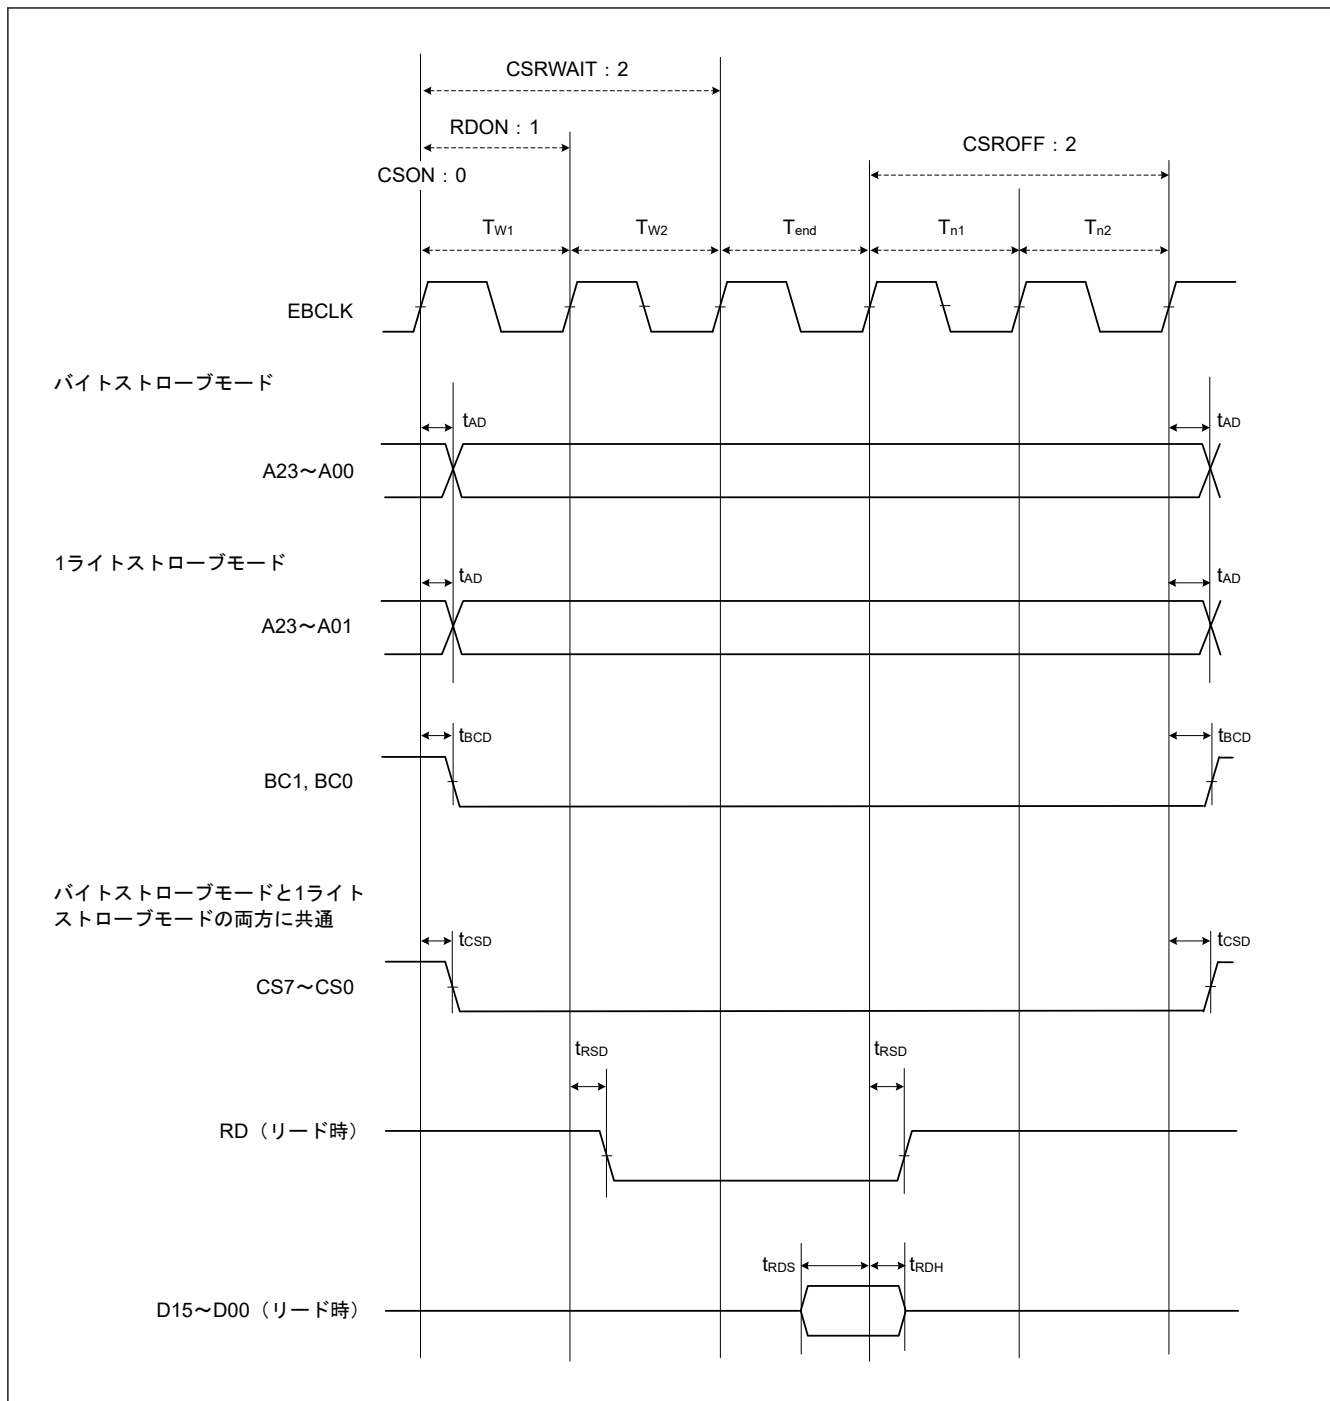 CSRWAIT：2
RDON：1
CSROFF：2
CSON：0
TW1
TW2
Tend
Tn1
Tn2
EBCLK
バイトストローブモード
tAD
tAD
A23～A00
1ライトストローブモード
tAD
tAD
A23～A01
tBCD
tBCD
BC1, BC0
バイトストローブモードと1ライト
ストローブモードの両方に共通
tCSD
tCSD
CS7～CS0
tRSD
tRSD
RD（リード時）
tRDS
tRDH
D15～D00（リード時）